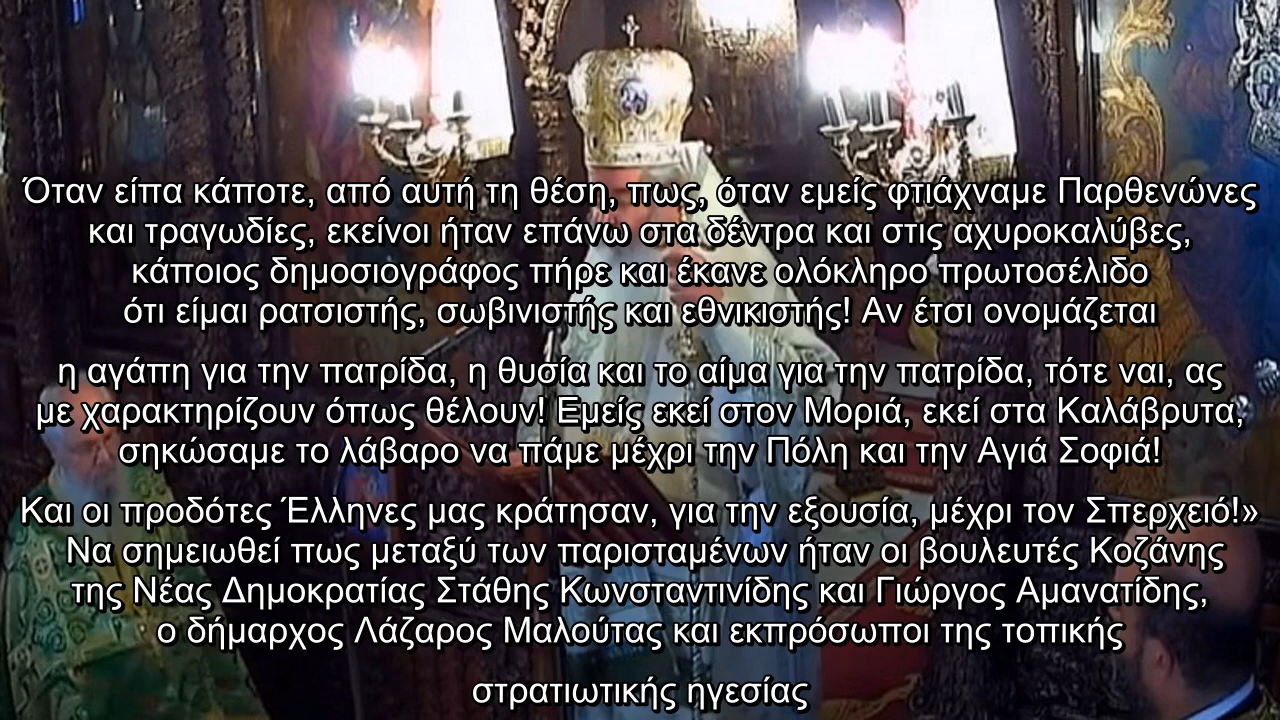 Όταν είπα κάποτε, από αυτή τη θέση, πως, όταν εμείς φτιάχναμε Παρθενώνες
και τραγωδίες, εκείνοι ήταν επάνω στα δέντρα και στις αχυροκαλύβες,
κάποιος δημοσιογράφος πήρε και έκανε ολόκληρο πρωτοσέλιδο
ότι είμαι ρατσιστής, σωβινιστής και εθνικιστής! Αν έτσι ονομάζεται
η αγάπη για την πατρίδα, η θυσία και το αίμα για την πατρίδα, τότε ναι, ας
με χαρακτηρίζουν όπως θέλουν! Εμείς εκεί στον Μοριά, εκεί στα Καλάβρυτα,
σηκώσαμε το λάβαρο να πάμε μέχρι την Πόλη και την Αγιά Σοφιά!
Και οι προδότες Έλληνες μας κράτησαν, για την εξουσία, μέχρι τον Σπερχειό!»
Να σημειωθεί πως μεταξύ των παρισταμένων ήταν οι βουλευτές Κοζάνης
της Νέας Δημοκρατίας Στάθης Κωνσταντινίδης και Γιώργος Αμανατίδης,
ο δήμαρχος Λάζαρος Μαλούτας και εκπρόσωποι της τοπικής
στρατιωτικής ηγεσίας